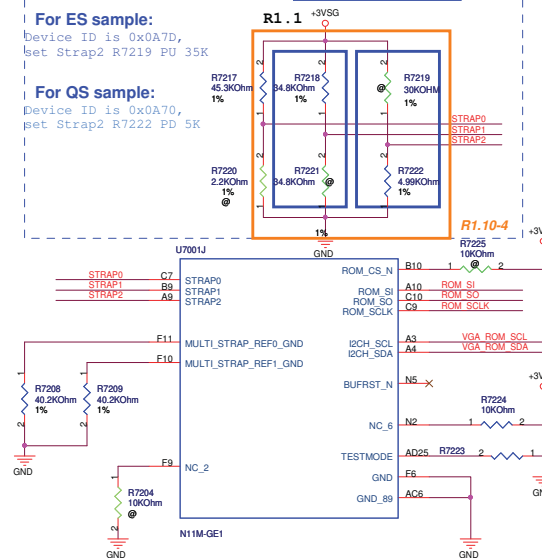 For ES sample:
Device ID is 0x0A7D,
set Strap2 R7219 PU 35K
For QS sample:
Device ID is 0x0A70,
set Strap2 R7222 PD 5K
R1.1
+3VSG
R7217
45.3KOhm
1%
R7218
34.8KOhm
1%
@
R7219
30KOHM
1%
STRAP0
STRAP1
STRAP2
R7220
2.2KOhm
1%
@
R7221
34.8KOhm
@
1%
R7222
4.99KOhm
1%
GND
R1.10-4
U7001J
STRAP0
STRAP1
STRAP2
C7
B9
A9
STRAP0
STRAP1
STRAP2
F11
MULTI_STRAP_REF0_GND
F10
MULTI_STRAP_REF1_GND
R7208
40.2KOhm
1%
R7209
40.2KOhm
1%
GND
F9
NC_2
R7204
10KOhm
@
GND
N11M-GE1
ROM_CS_N
B10
R7225
10KOhm
@
ROM_SI
A10
ROM_SI
ROM_SO
C10
ROM_SO
ROM_SCLK
C9
ROM_SCLK
I2CH_SCL
A3
VGA_ROM_SCL
I2CH_SDA
A4
VGA_ROM_SDA
BUFRST_N
N5
NC_6
N2
R7224
10KOhm
TESTMODE
AD25
R7223
GND
F6
GND_89
AC6
GND